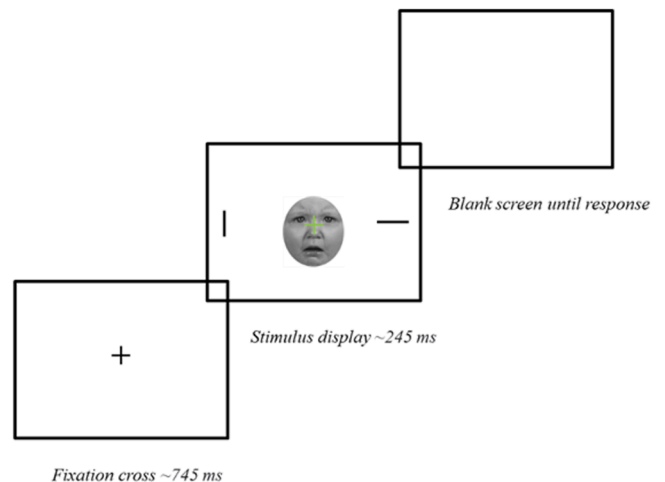 Blank screen until response
Stimulus display ~245 ms
Fixation cross ~745 ms